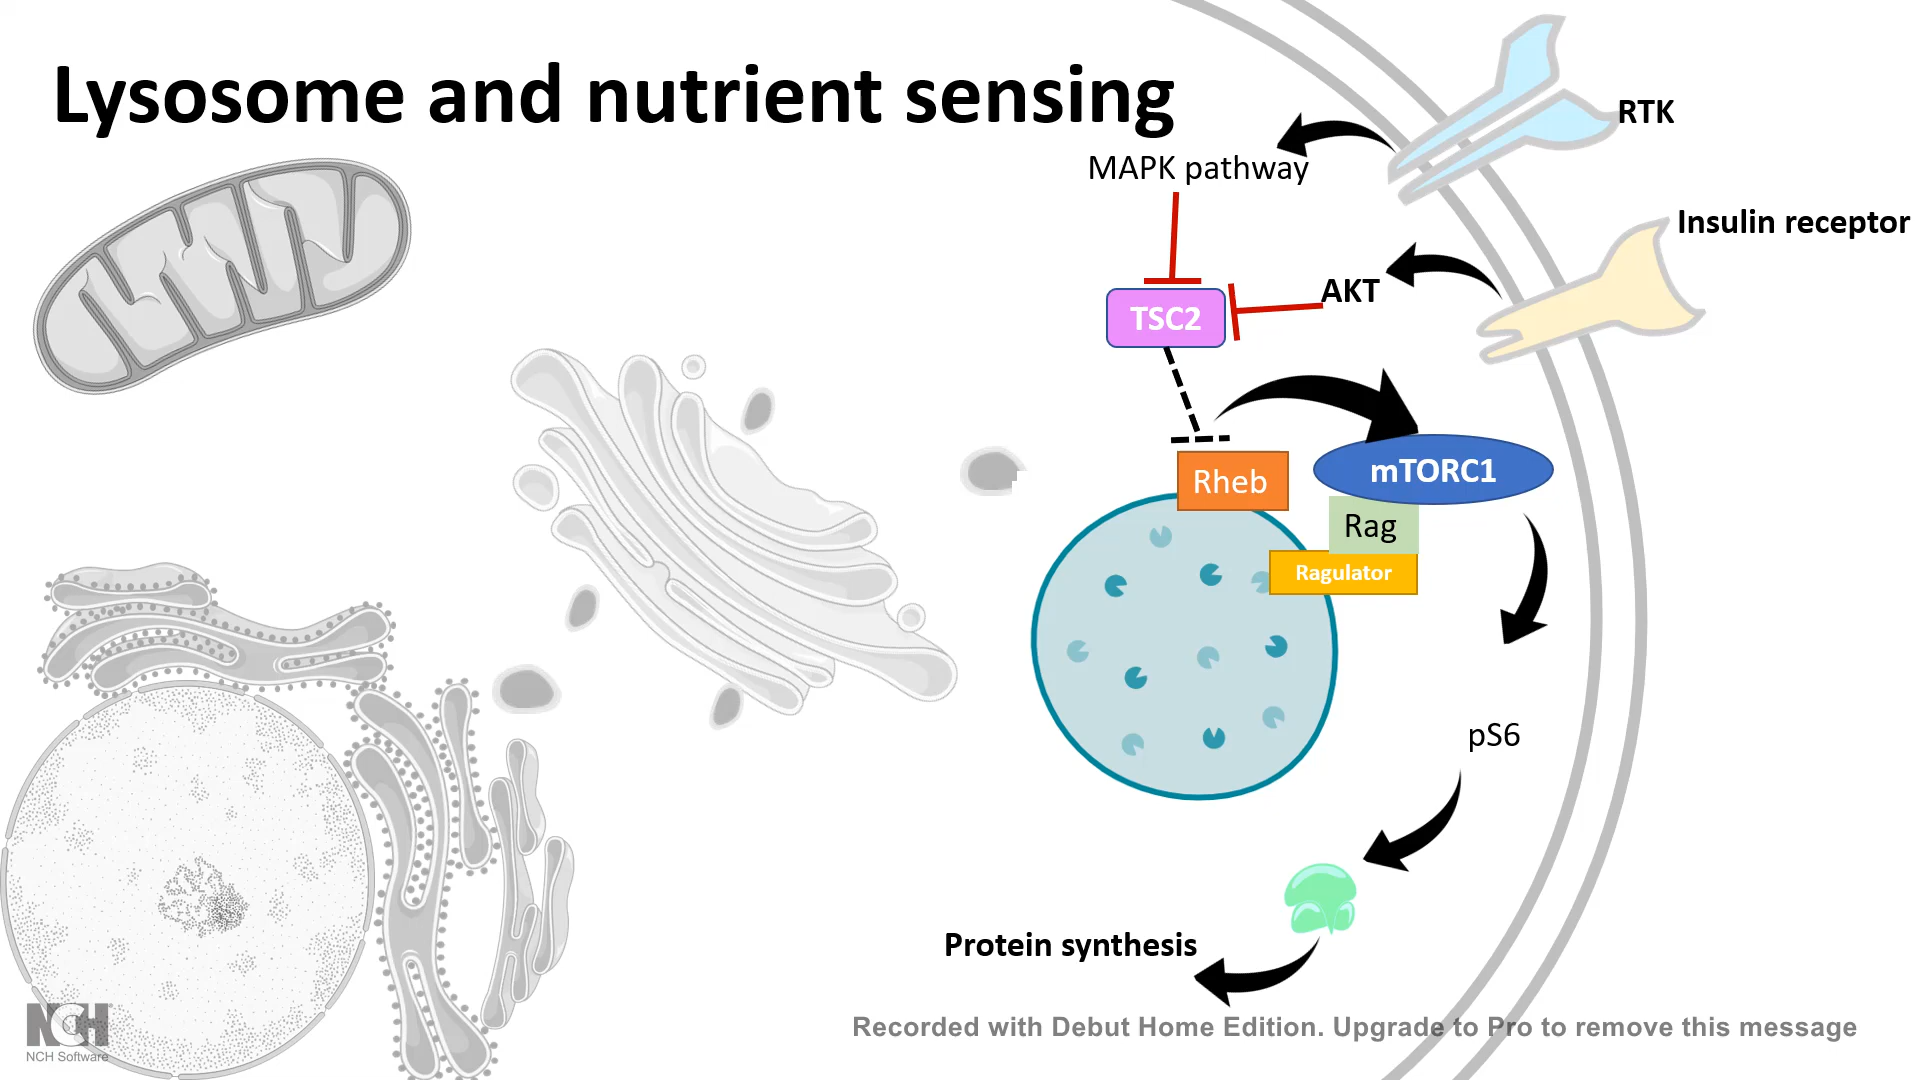 Lysosome and nutrient sensing
RTK
MAPK pathway
Insulin receptor
AKT
TSC2
mTORC1
Rheb
Rag
Ragulator
pS6
Protein synthesis
NCH
NCH Software
Recorded with Debut Home Edition. Upgrade to Pro to remove this message